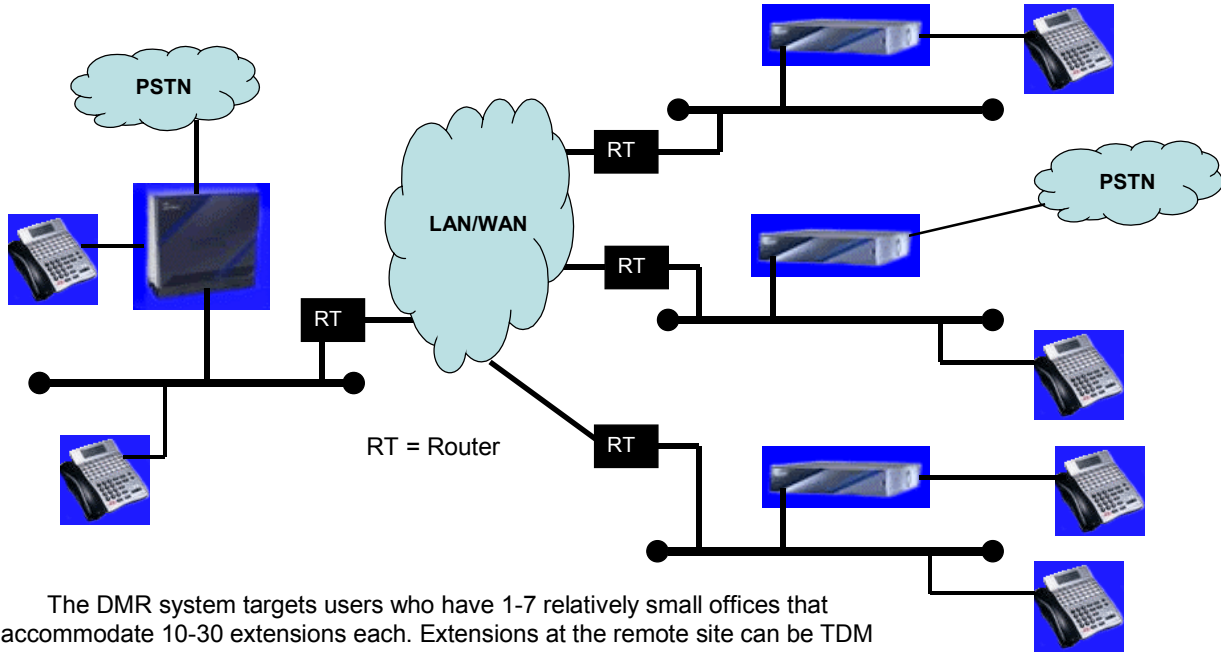 PSTN
RT
PSTN
LAN/WAN
RT
RT
RT = Router
RT
The DMR system targets users who have 1-7 relatively small offices that
accommodate 10-30 extensions each. Extensions at the remote site can be TDM